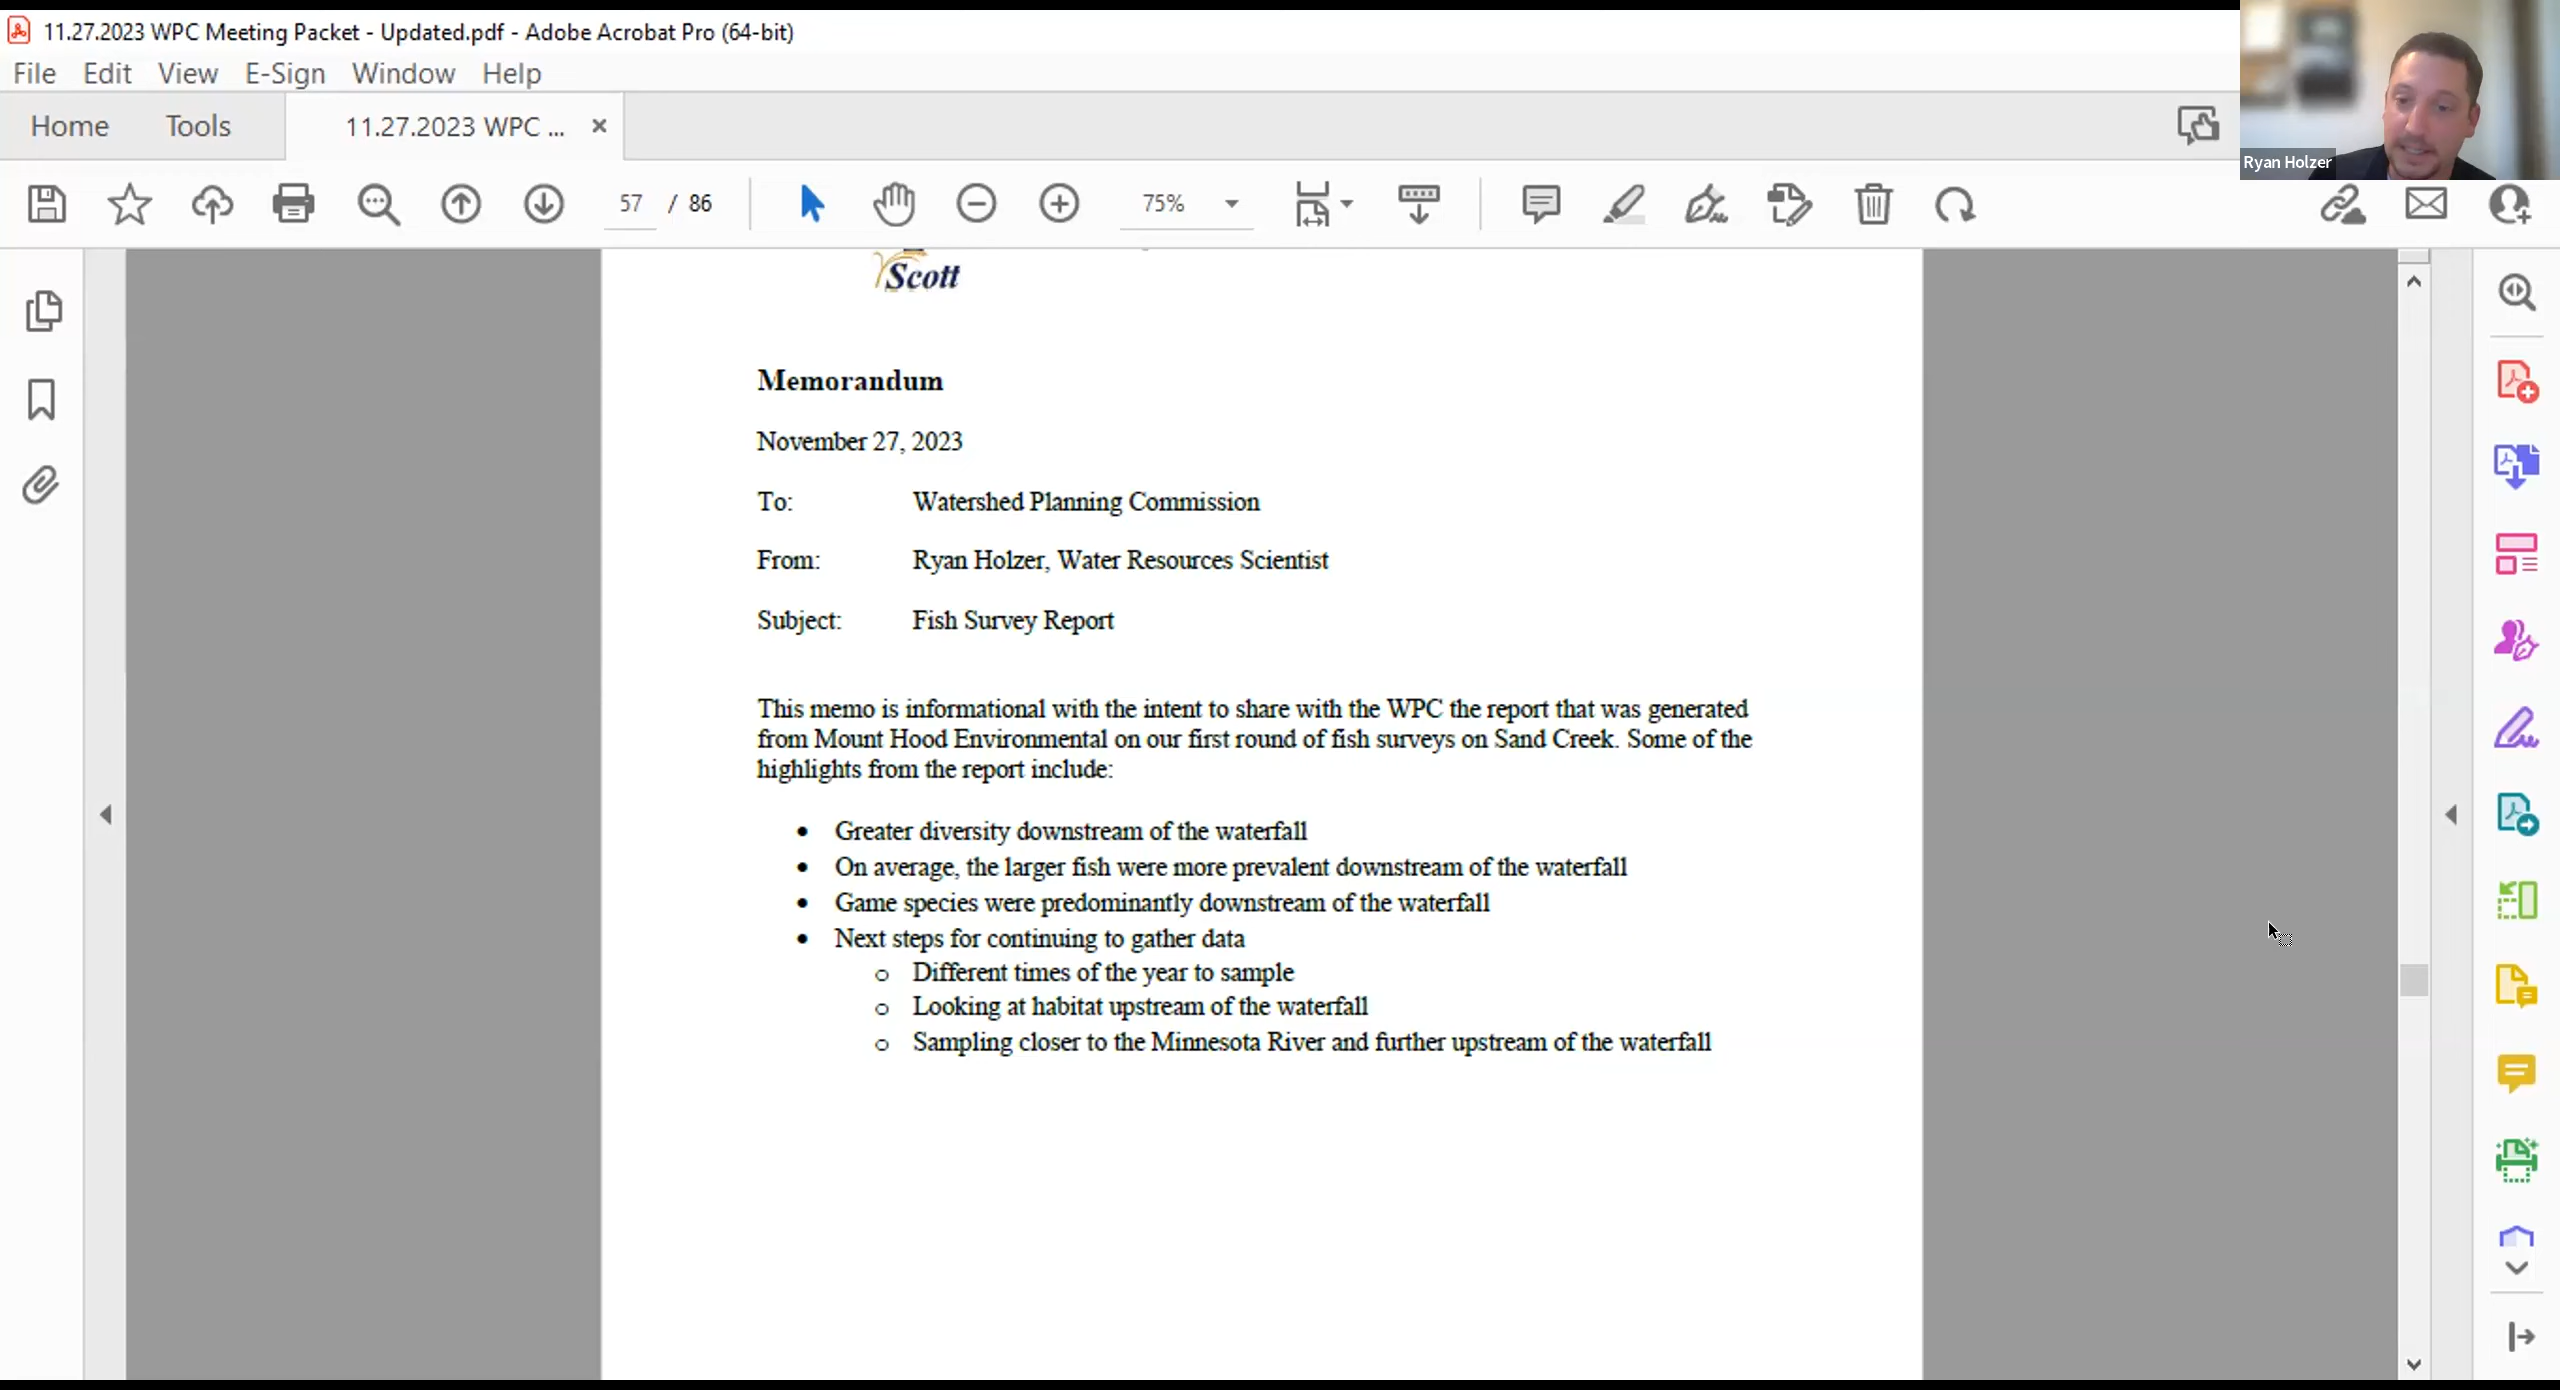 11.27.2023 WPC Meeting Packet - Updated.pdf - Adobe Acrobat Pro (64-bit)
File Edit View E-Sign Window Help
Home Tools 11.27.2023 WPC ...
Ryan Holzer
57 / 86 75%
Scott
Memorandum
November 27, 2023
To: Watershed Planning Commission
From: Ryan Holzer, Water Resources Scientist
Subject: Fish Survey Report
This memo is informational with the intent to share with the WPC the report that was generated
from Mount Hood Environmental on our first round of fish surveys on Sand Creek. Some of the
highlights from the report include:
• Greater diversity downstream of the waterfall
• On average, the larger fish were more prevalent downstream of the waterfall
• Game species were predominantly downstream of the waterfall
• Next steps for continuing to gather data
o Different times of the year to sample
o Looking at habitat upstream of the waterfall
o Sampling closer to the Minnesota River and further upstream of the waterfall